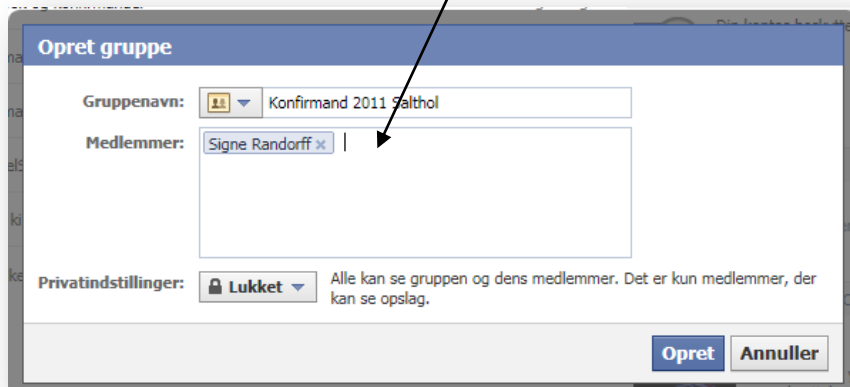 Opret gruppe
Gruppenavn: Konfirmand 2011 Salthol
Medlemmer: Signe Randorff ×
Privatindstillinger: Lukket Alle kan se gruppen og dens medlemmer. Det er kun medlemmer, der
kan se opslag.
Opret Annuller